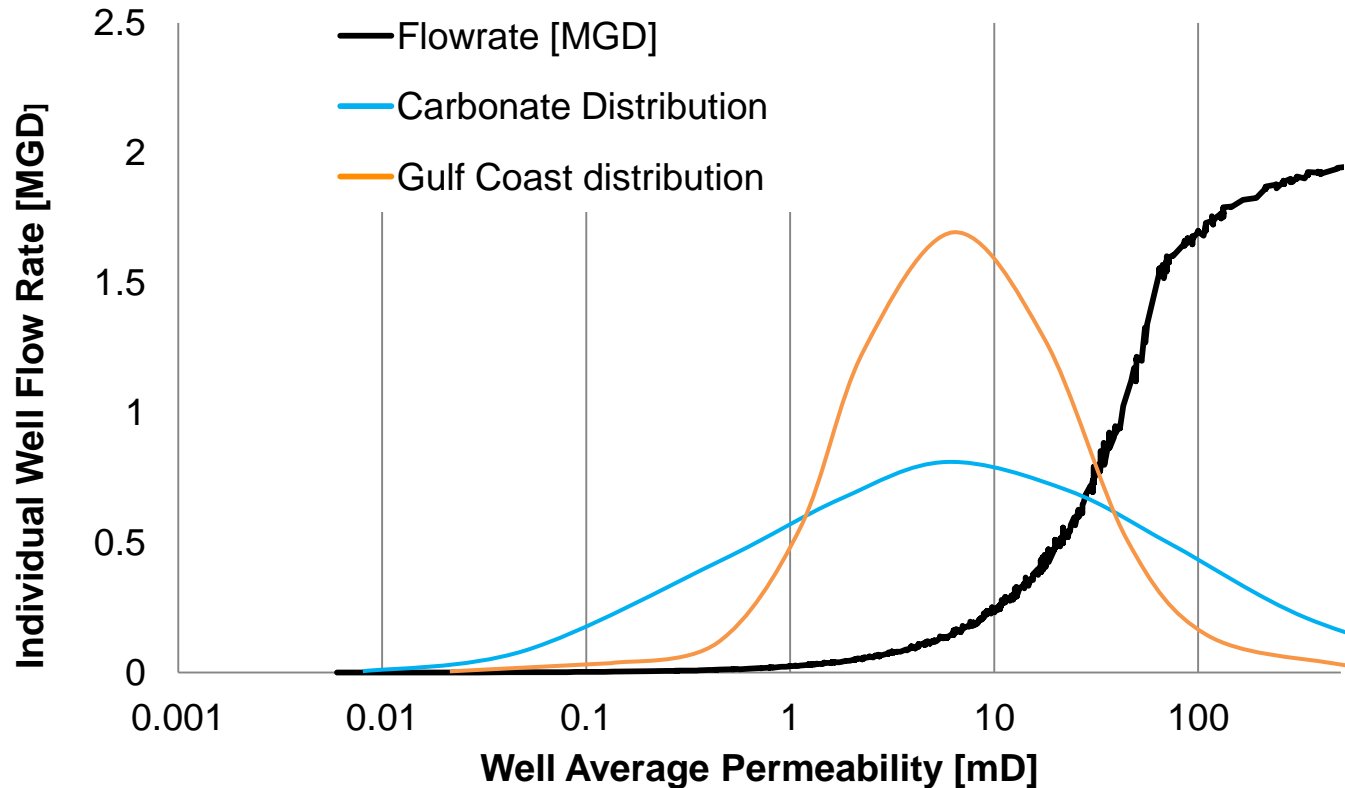 2.5
2
1.5
1
0.5
0
Individual Well Flow Rate [MGD]
Flowrate [MGD]
Carbonate Distribution
Gulf Coast distribution
0.001 0.01 0.1 1 10 100
Well Average Permeability [mD]